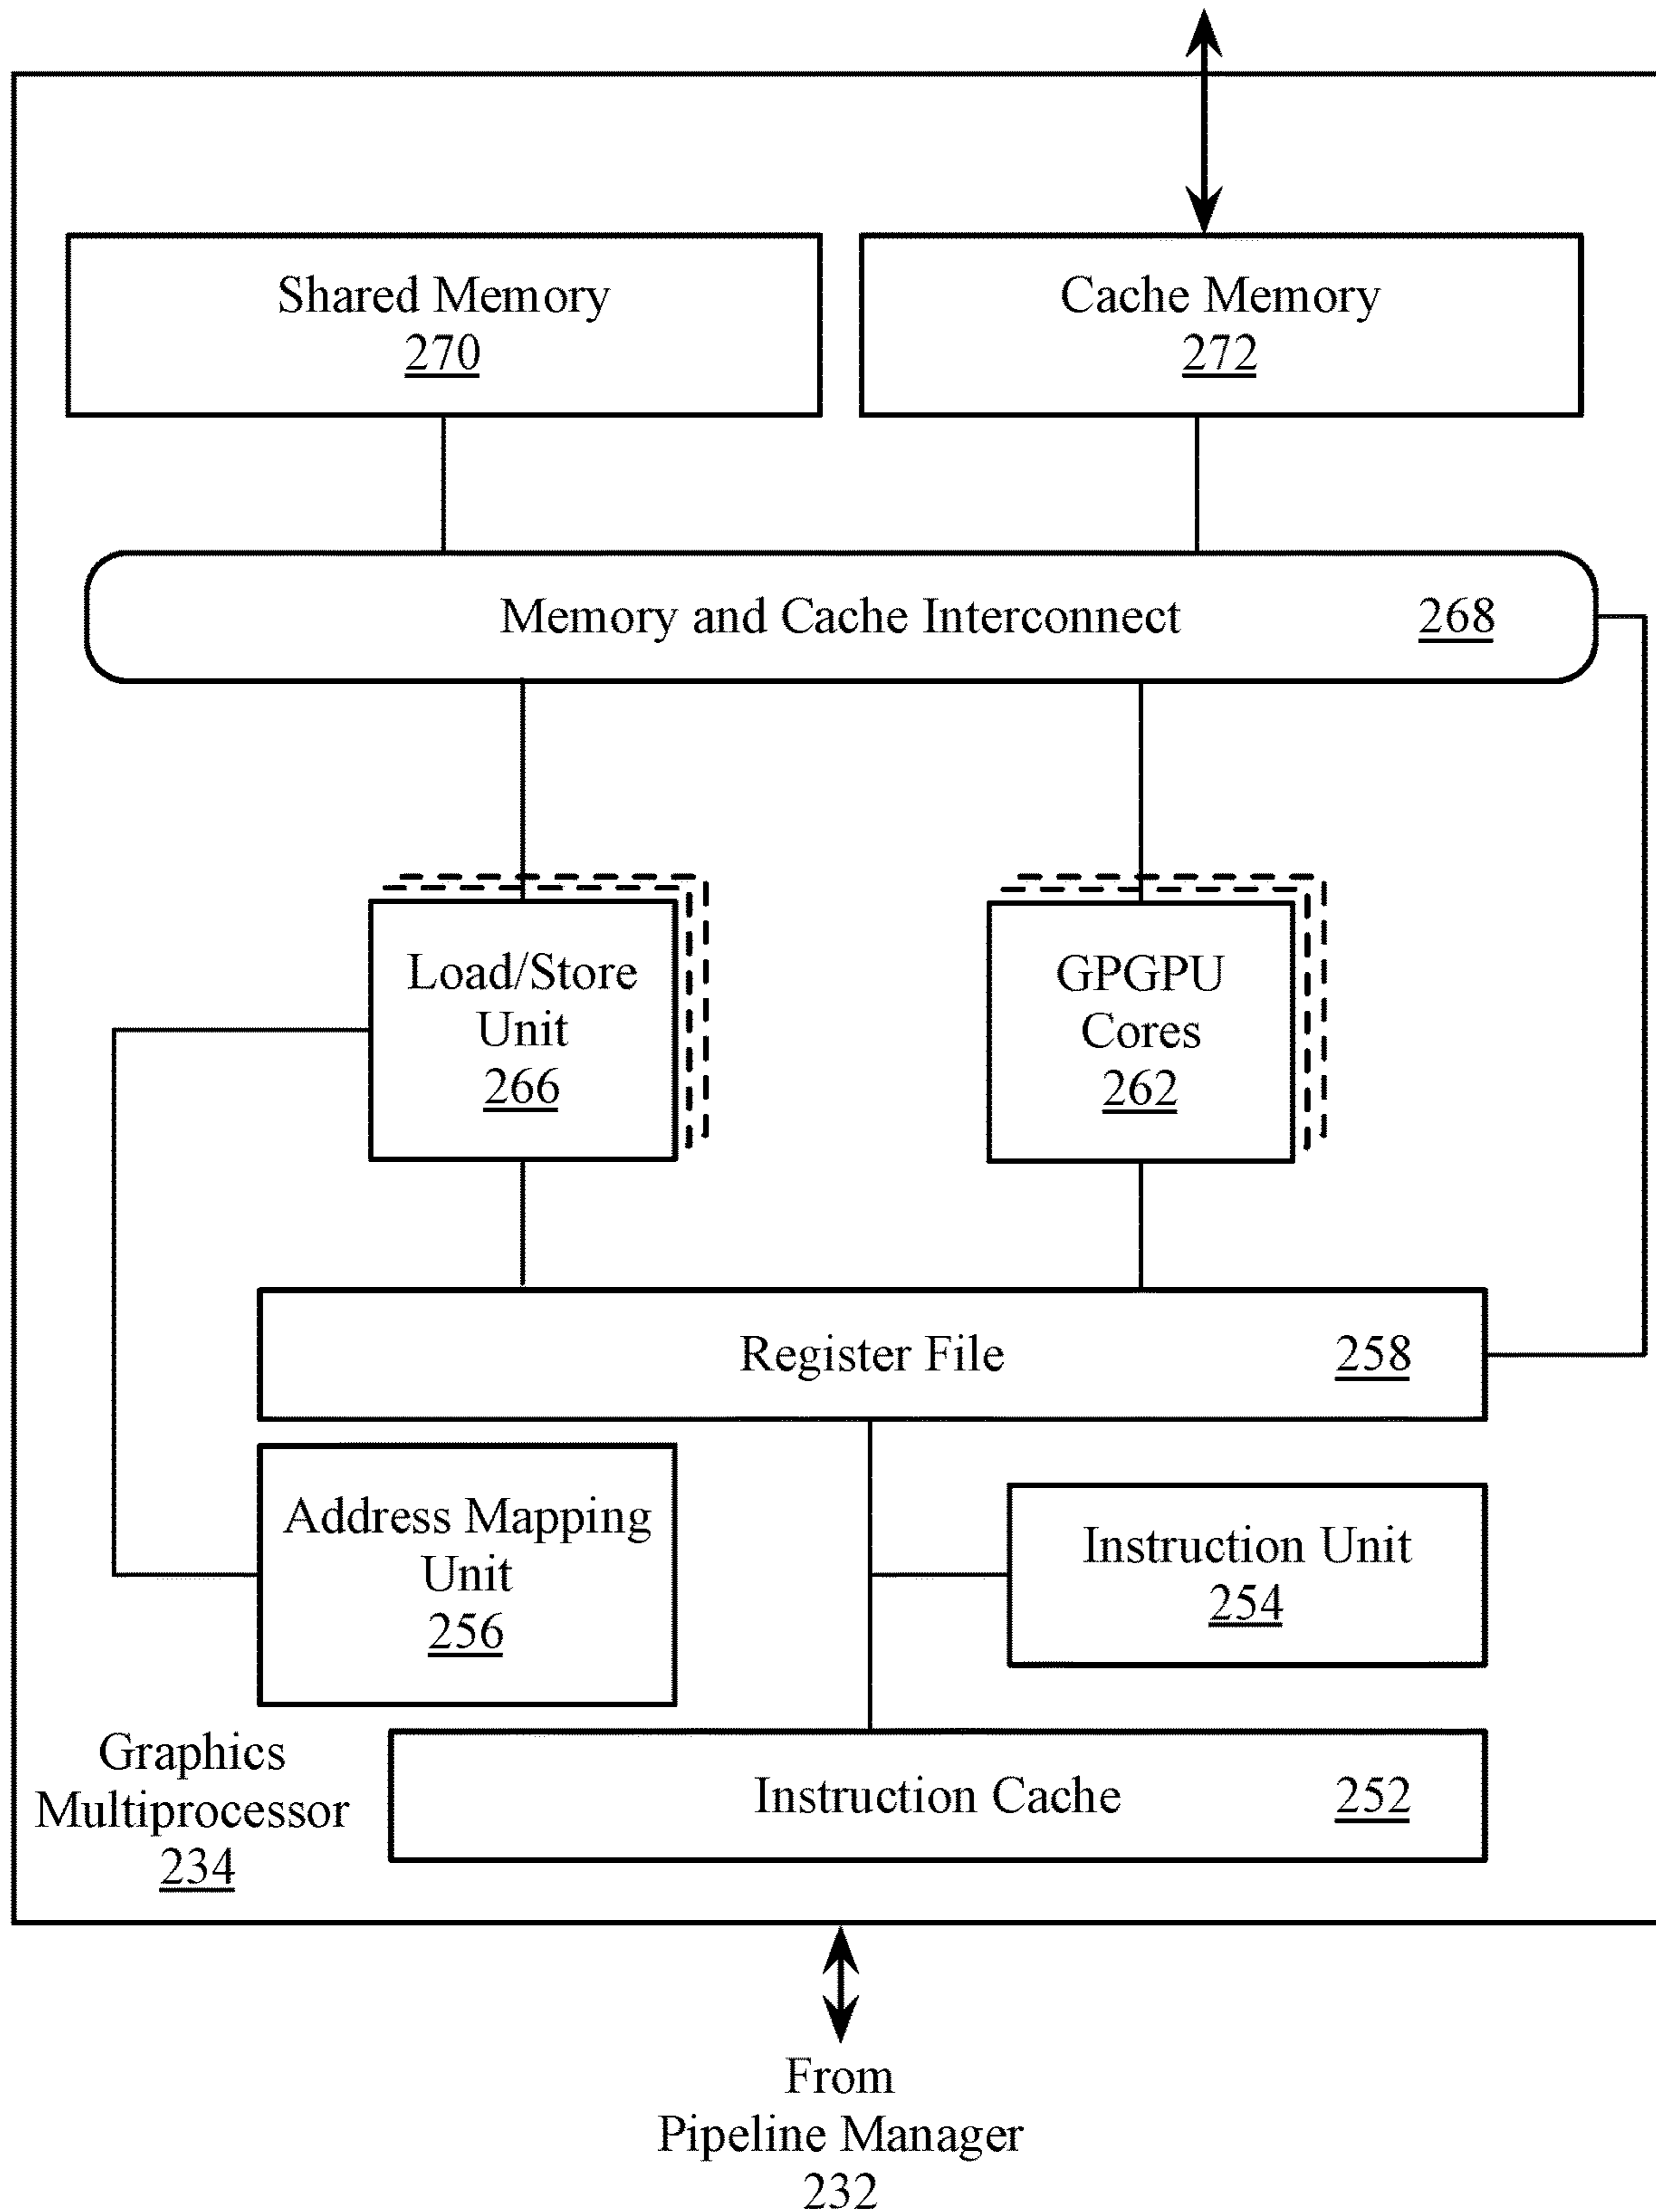 Shared Memory
270
Cache Memory
272
Memory and Cache Interconnect 268
Load/Store
Unit
266
GPGPU
Cores
262
Register File 258
Address Mapping
Unit
256
Instruction Unit
254
Graphics
Multiprocessor
234
Instruction Cache 252
From
Pipeline Manager
232